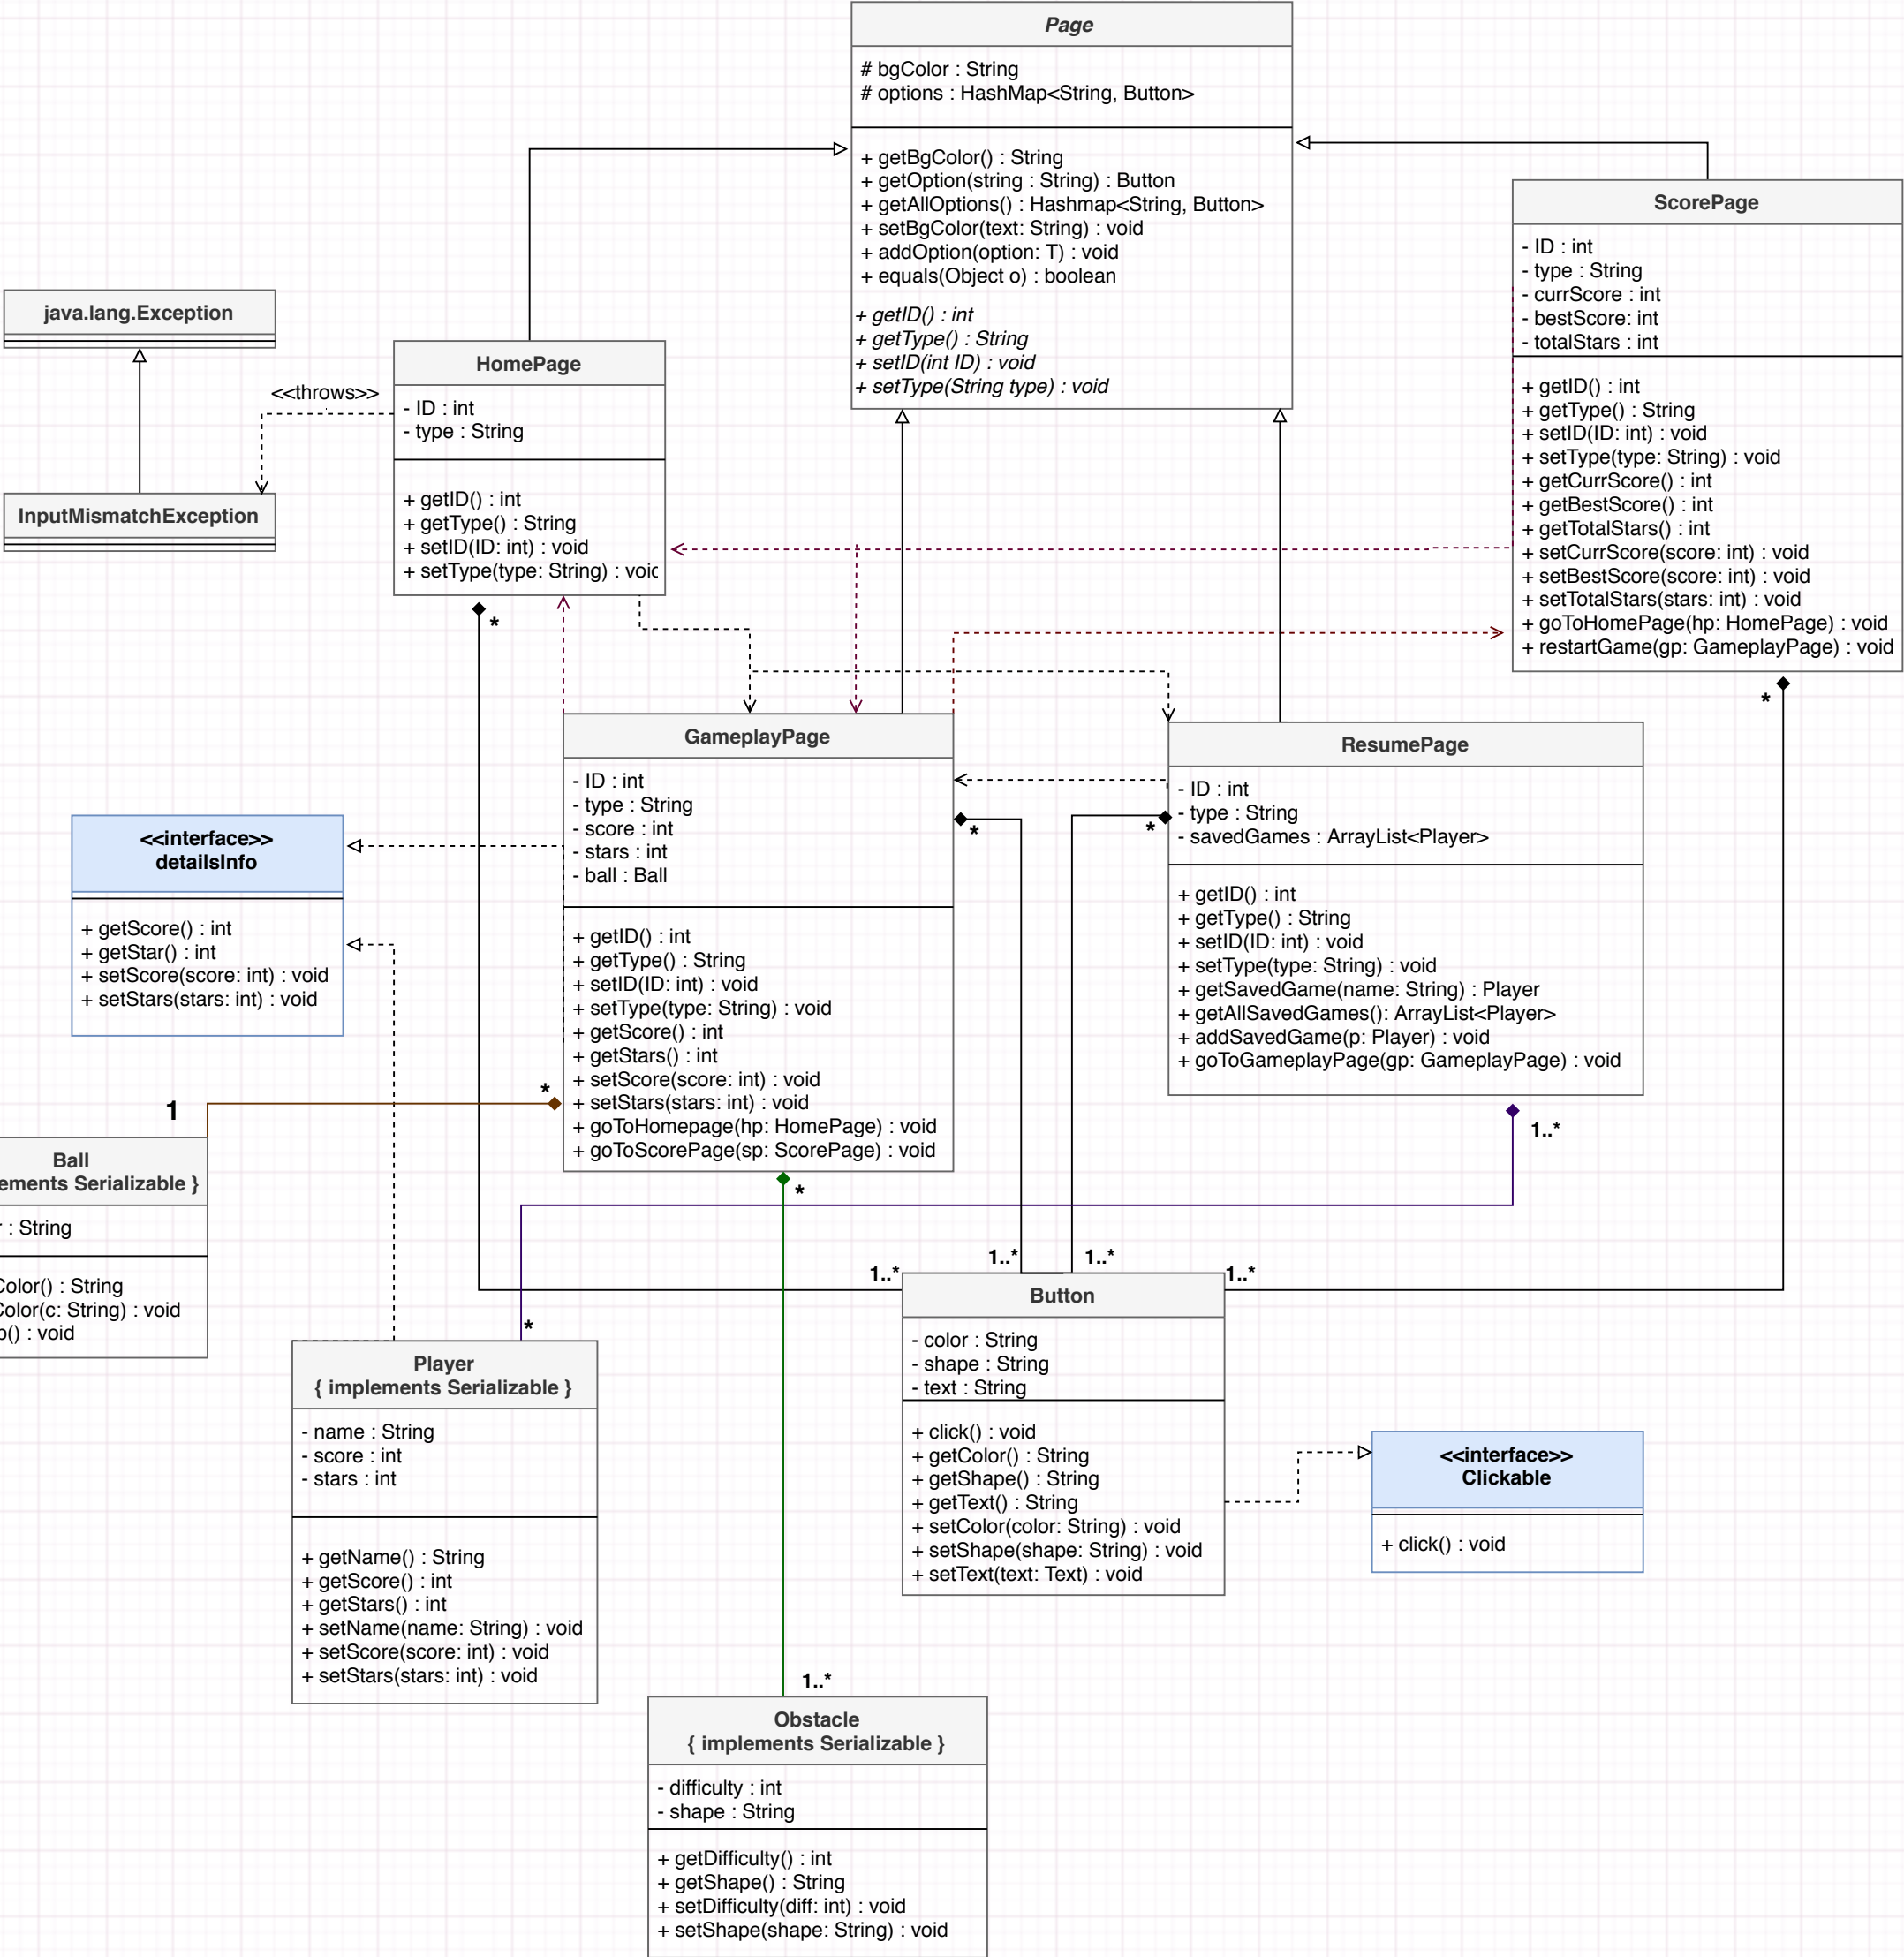 Page
# bgColor : String
# options : HashMap<String, Button>
+ getBgColor() : String
+ getOption(string : String) : Button
+ getAllOptions() : Hashmap<String, Button>
+ setBgColor(text: String) : void
+ addOption(option: T) : void
+ equals(Object o) : boolean
+ getID() : int
+ getType() : String
+ setID(int ID) : void
+ setType(String type) : void
ScorePage
- ID : int
- type : String
- currScore : int
- bestScore: int
- totalStars : int
+ getID() : int
+ getType() : String
+ setID(ID: int) : void
+ setType(type: String) : void
+ getCurrScore() : int
+ getBestScore() : int
+ getTotalStars() : int
+ setCurrScore(score: int) : void
+ setBestScore(score: int) : void
+ setTotalStars(stars: int) : void
+ goToHomePage(hp: HomePage) : void
+ restartGame(gp: GameplayPage) : void
*
java.lang.Exception
<<throws>>
InputMismatchException
HomePage
- ID : int
- type : String
+ getID() : int
+ getType() : String
+ setID(ID: int) : void
+ setType(type: String) : voic
*
GameplayPage
- ID : int
- type : String
- score : int
- stars : int
- ball : Ball
+ getID() : int
+ getType() : String
+ setID(ID: int) : void
+ setType(type: String) : void
+ getScore() : int
+ getStars() : int
+ setScore(score: int) : void
+ setStars(stars: int) : void
+ goToHomepage(hp: HomePage) : void
+ goToScorePage(sp: ScorePage) : void
*
*
*
ResumePage
- ID : int
- type : String
- savedGames : ArrayList<Player>
+ getID() : int
+ getType() : String
+ setID(ID: int) : void
+ setType(type: String) : void
+ getSavedGame(name: String) : Player
+ getAllSavedGames(): ArrayList<Player>
+ addSavedGame(p: Player) : void
+ goToGameplayPage(gp: GameplayPage) : void
*
1..*
<<interface>>
detailsInfo
+ getScore() : int
+ getStar() : int
+ setScore(score: int) : void
+ setStars(stars: int) : void
1
Ball
ements Serializable }
r : String
Color() : String
Color(c: String) : void
() : void
*
Player
{ implements Serializable }
- name : String
- score : int
- stars : int
+ getName() : String
+ getScore() : int
+ getStars() : int
+ setName(name: String) : void
+ setScore(score: int) : void
+ setStars(stars: int) : void
1..*
1..*
1..*
1..*
Button
- color : String
- shape : String
- text : String
+ click() : void
+ getColor() : String
+ getShape() : String
+ getText() : String
+ setColor(color: String) : void
+ setShape(shape: String) : void
+ setText(text: Text) : void
<<interface>>
Clickable
+ click() : void
1..*
Obstacle
{ implements Serializable }
- difficulty : int
- shape : String
+ getDifficulty() : int
+ getShape() : String
+ setDifficulty(diff: int) : void
+ setShape(shape: String) : void